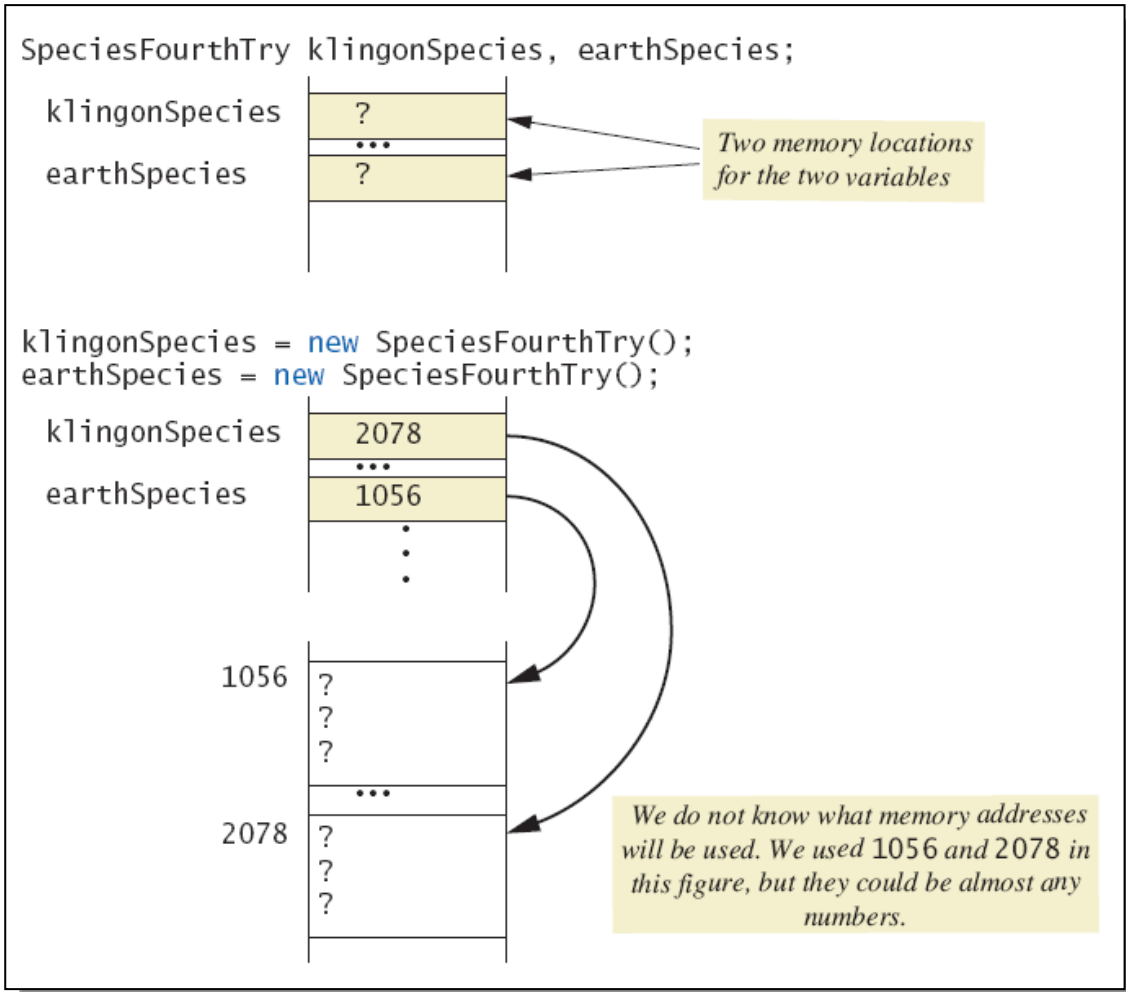 SpeciesFourthTry klingonSpecies, earthSpecies;
klingonSpecies ?
...
earthSpecies ?
Two memory locations
for the two variables
klingonSpecies = new SpeciesFourthTry();
earthSpecies = new SpeciesFourthTry();
klingonSpecies 2078
...
earthSpecies 1056
1056 ?
?
?
...
2078 ?
?
?
We do not know what memory addresses
will be used. We used 1056 and 2078 in
this figure, but they could be almost any
numbers.